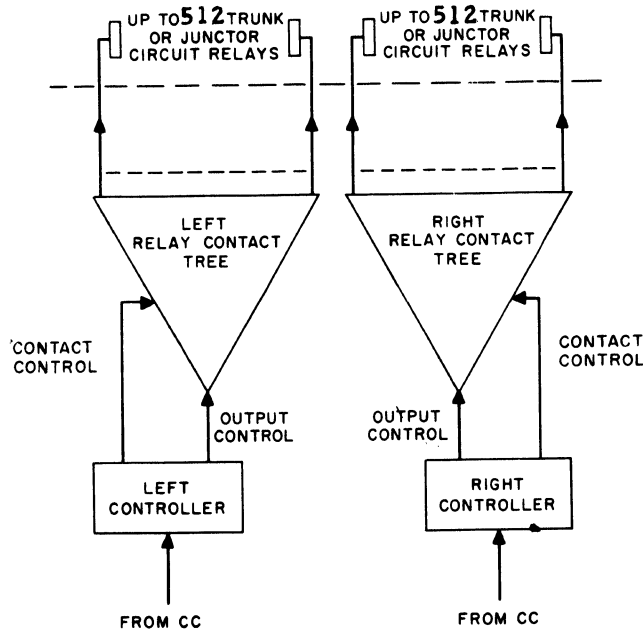 UP TO 512 TRUNK
OR JUNCTOR
CIRCUIT RELAYS
UP TO 512 TRUNK
OR JUNCTOR
CIRCUIT RELAYS
LEFT
RELAY CONTACT
TREE
RIGHT
RELAY CONTACT
TREE
CONTACT
CONTROL
OUTPUT
CONTROL
OUTPUT
CONTROL
CONTACT
CONTROL
LEFT
CONTROLLER
RIGHT
CONTROLLER
FROM CC
FROM CC